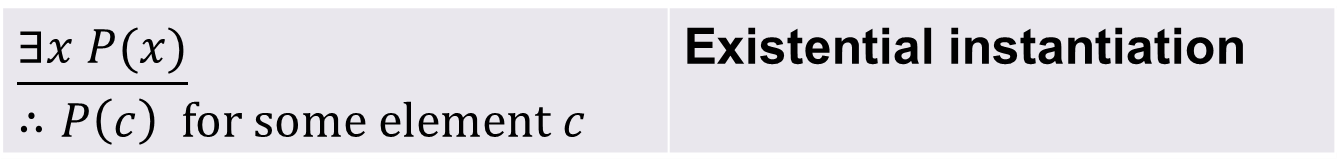 ∃x P(x)
∴ P(c) for some element c
Existential instantiation